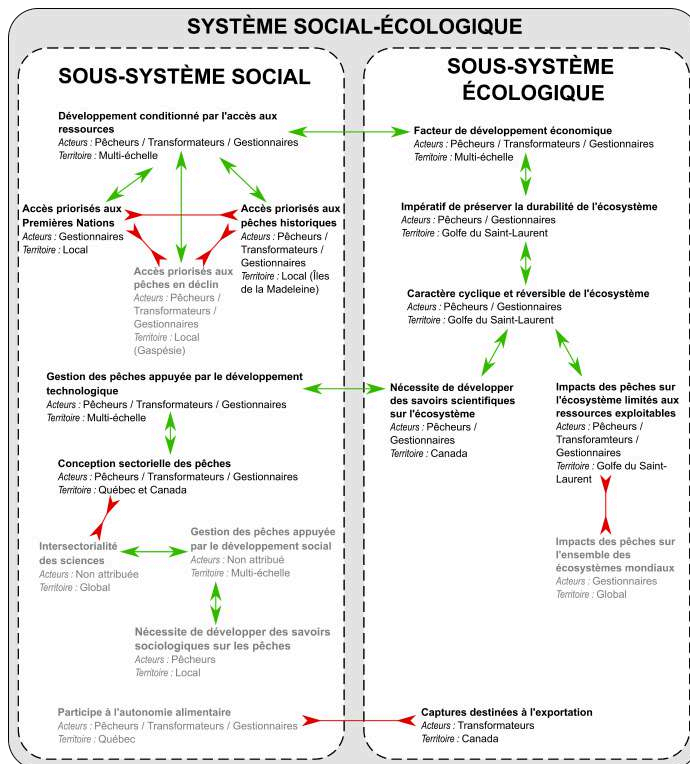 SYSTÈME SOCIAL-ÉCOLOGIQUE
SOUS-SYSTÈME SOCIAL
Développement conditionné par l'accès aux
ressources
Acteurs : Pêcheurs / Transformateurs / Gestionnaires
Territoire : Multi-échelle
Accès priorisés aux
Premières Nations
Acteurs : Gestionnaires
Territoire : Local
Accès priorisés aux
pêches historiques
Acteurs : Pêcheurs /
Transformateurs /
Gestionnaires
Territoire : Local (Îles
de la Madeleine)
Accès priorisés aux
pêches en déclin
Acteurs : Pêcheurs /
Transformateurs /
Gestionnaires
Territoire : Local
(Gaspésie)
Gestion des pêches appuyée par le développement
technologique
Acteurs : Pêcheurs / Transformateurs / Gestionnaires
Territoire : Multi-échelle
Conception sectorielle des pêches
Acteurs : Pêcheurs / Transformateurs / Gestionnaires
Territoire : Québec et Canada
Intersectorialité
des sciences
Acteurs : Non attribuée
Territoire : Global
Gestion des pêches appuyée
par le développement social
Acteurs : Non attribué
Territoire : Multi-échelle
Nécessite de développer des savoirs
sociologiques sur les pêches
Acteurs : Pêcheurs
Territoire : Local
Participe à l'autonomie alimentaire
Acteurs : Pêcheurs / Transformateurs / Gestionnaires
Territoire : Québec
SOUS-SYSTÈME
ÉCOLOGIQUE
Facteur de développement économique
Acteurs : Pêcheurs / Transformateurs / Gestionnaires
Territoire : Multi-échelle
Impératif de préserver la durabilité de l'écosystème
Acteurs : Pêcheurs / Gestionnaires
Territoire : Golfe du Saint-Laurent
Caractère cyclique et réversible de l'écosystème
Acteurs : Pêcheurs / Gestionnaires
Territoire : Golfe du Saint-Laurent
Nécessite de développer
des savoirs scientifiques
sur l'écosystème
Acteurs : Pêcheurs /
Gestionnaires
Territoire : Canada
Impacts des pêches sur
l'écosystème limités aux
ressources exploitables
Acteurs : Pêcheurs /
Transforamteurs /
Gestionnaires
Territoire : Golfe du Saint-
Laurent
Impacts des pêches sur
l'ensemble des
écosystèmes mondiaux
Acteurs : Gestionnaires
Territoire : Global
Captures destinées à l'exportation
Acteurs : Transformateurs
Territoire : Canada